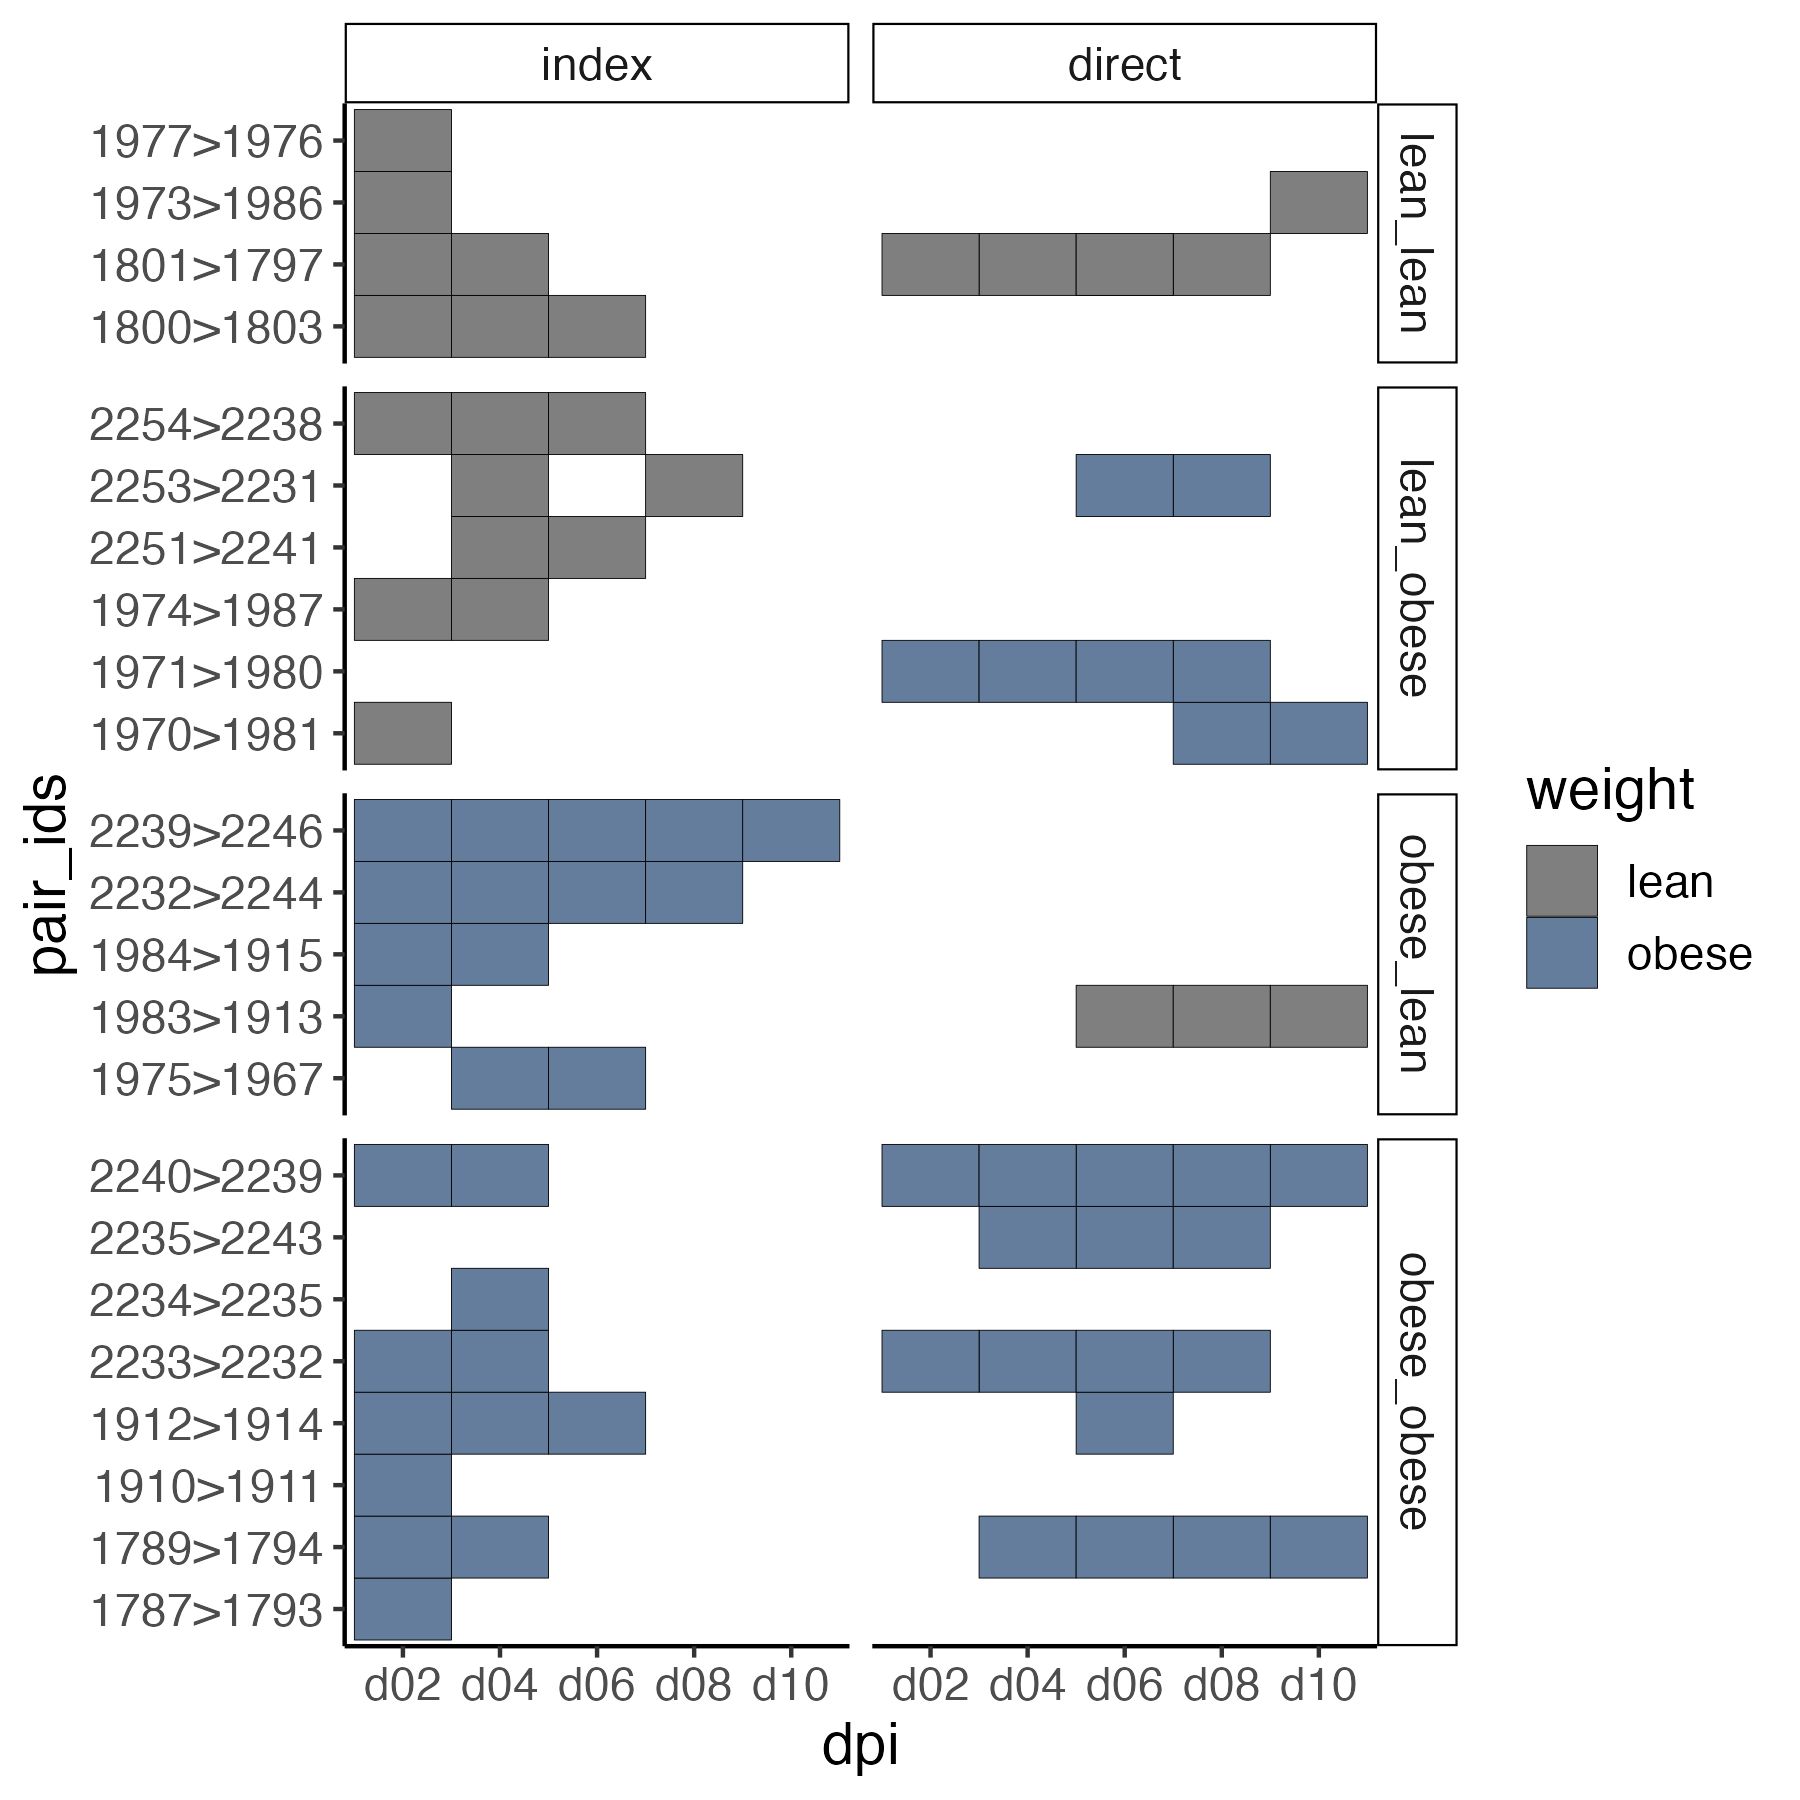 index
direct
1977>1976
1973>1986
1801>1797
1800>1803
lean_lean
2254>2238
2253>2231
2251>2241
1974>1987
1971>1980
1970>1981
lean_obese
2239>2246
2232>2244
1984>1915
1983>1913
1975>1967
obese_lean
2240>2239
2235>2243
2234>2235
2233>2232
1912>1914
1910>1911
1789>1794
1787>1793
obese_obese
pair_ids
d02 d04 d06 d08 d10
d02 d04 d06 d08 d10
dpi
weight
lean
obese